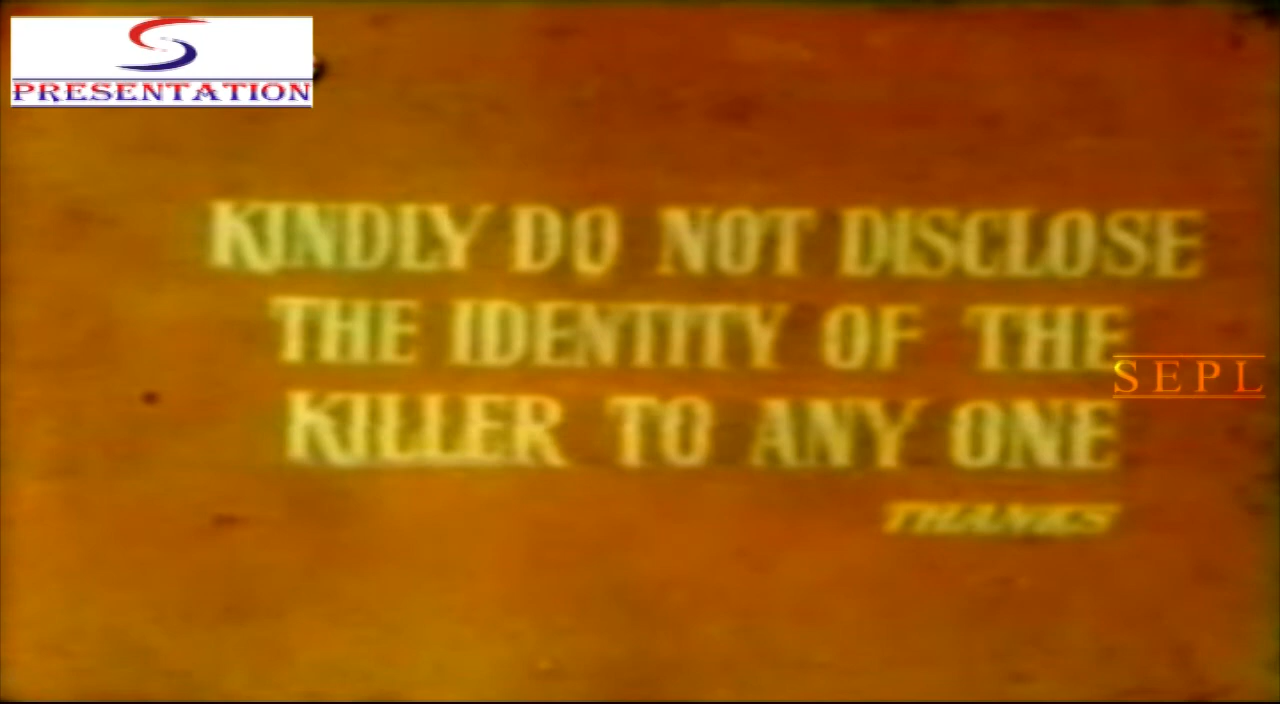 S
PRESENTATION
KINDLY DO NOT DISCLOSE
THE IDENTITY OF THE
SEPL
KILLER TO ANY ONE
THANKS